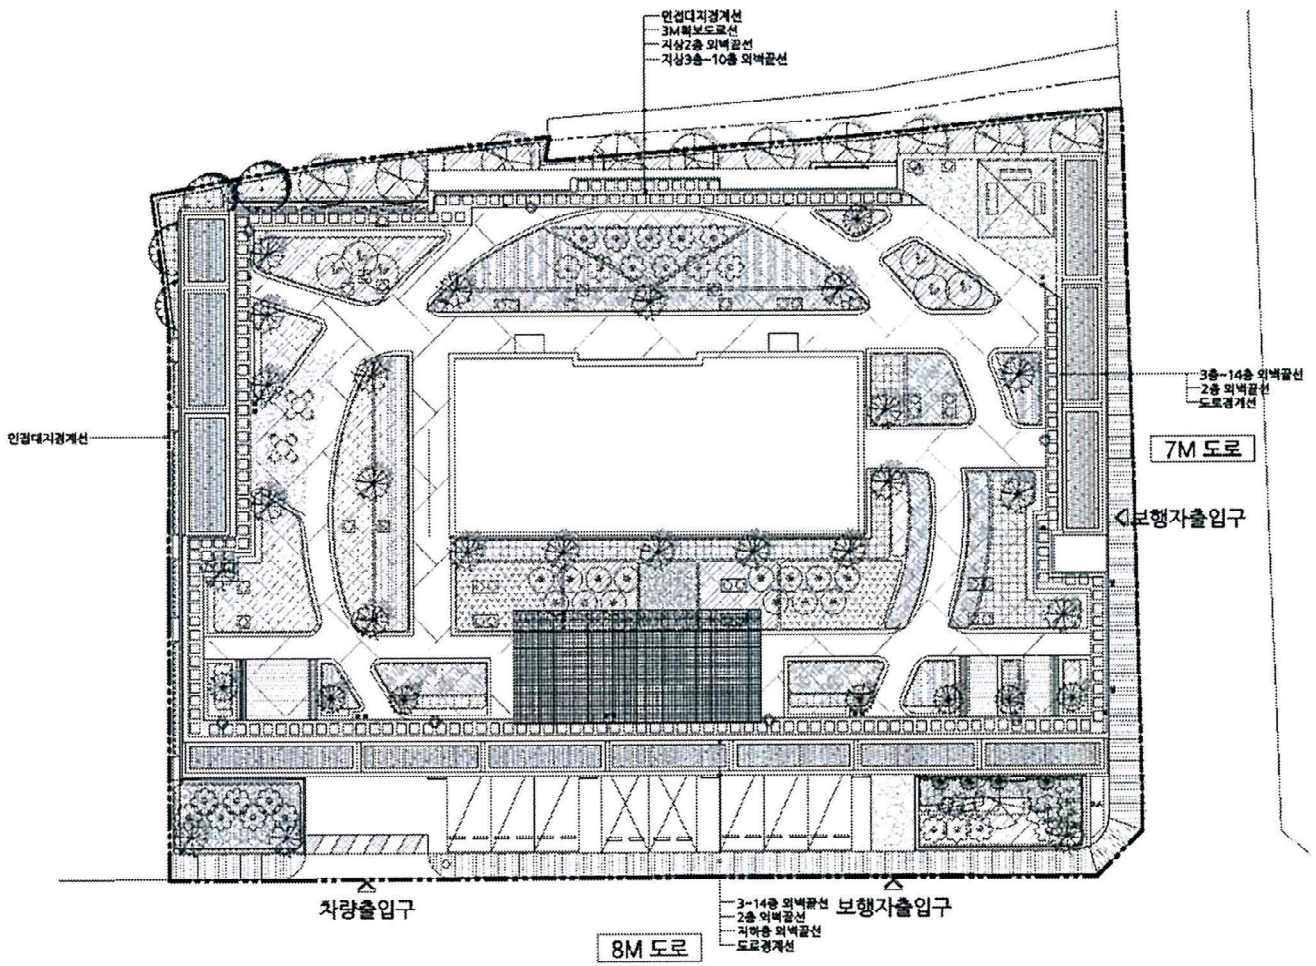 인접대지경계선
3M확보도로선
지상2층 외벽끝선
지상3층~10층 외벽끝선
3층~14층 외벽끝선
2층 외벽끝선
도로경계선
인접대지경계선
7M 도로
보행자출입구
차량출입구
3~14층 외벽끝선
2층 외벽끝선
지하층 외벽끝선
도로경계선
보행자출입구
8M 도로